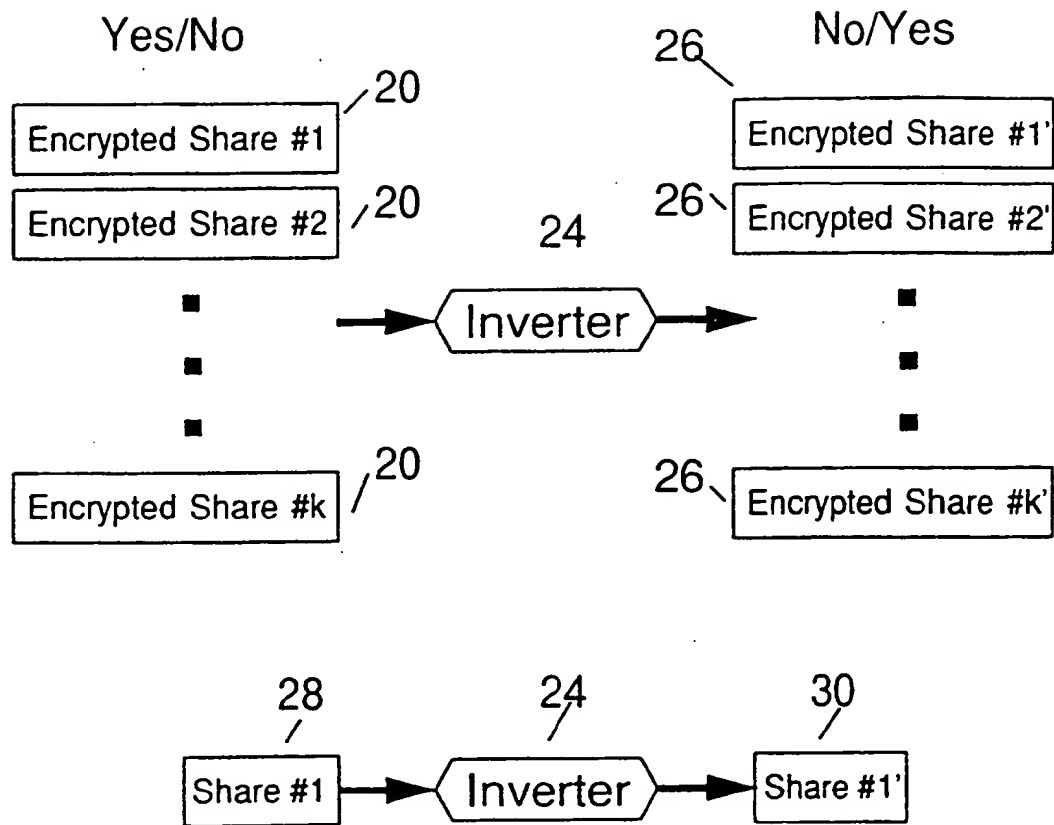 Yes/No
No/Yes
20
26
Encrypted Share #1
Encrypted Share #1'
Encrypted Share #2
20
26
Encrypted Share #2'
24
Inverter
Encrypted Share #k
20
26
Encrypted Share #k'
28
24
30
Share #1
Inverter
Share #1'